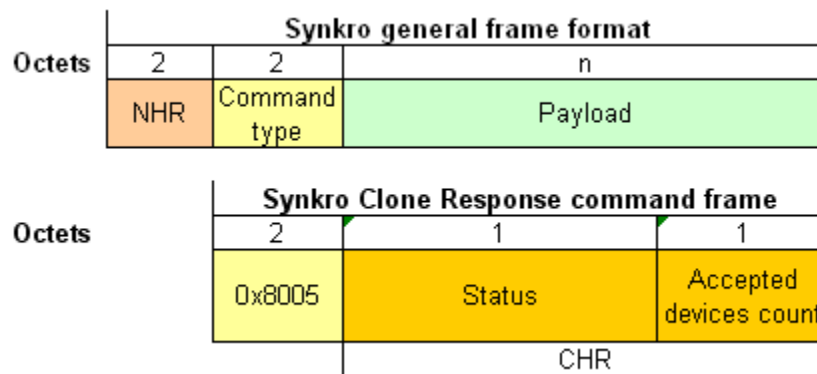 Synkro general frame format
Octets 2 2 n
NHR Command type Payload
Synkro Clone Response command frame
Octets 2 1 1
0x8005 Status Accepted devices count
CHR